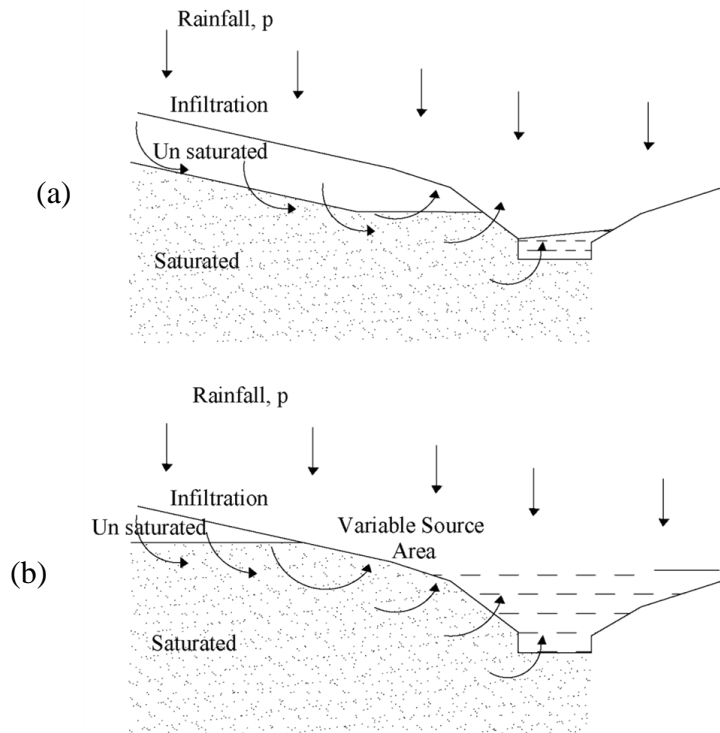 Rainfall, p
Infiltration
Un saturated
(a)
Saturated
Rainfall, p
Infiltration
Un saturated
Variable Source
Area
(b)
Saturated